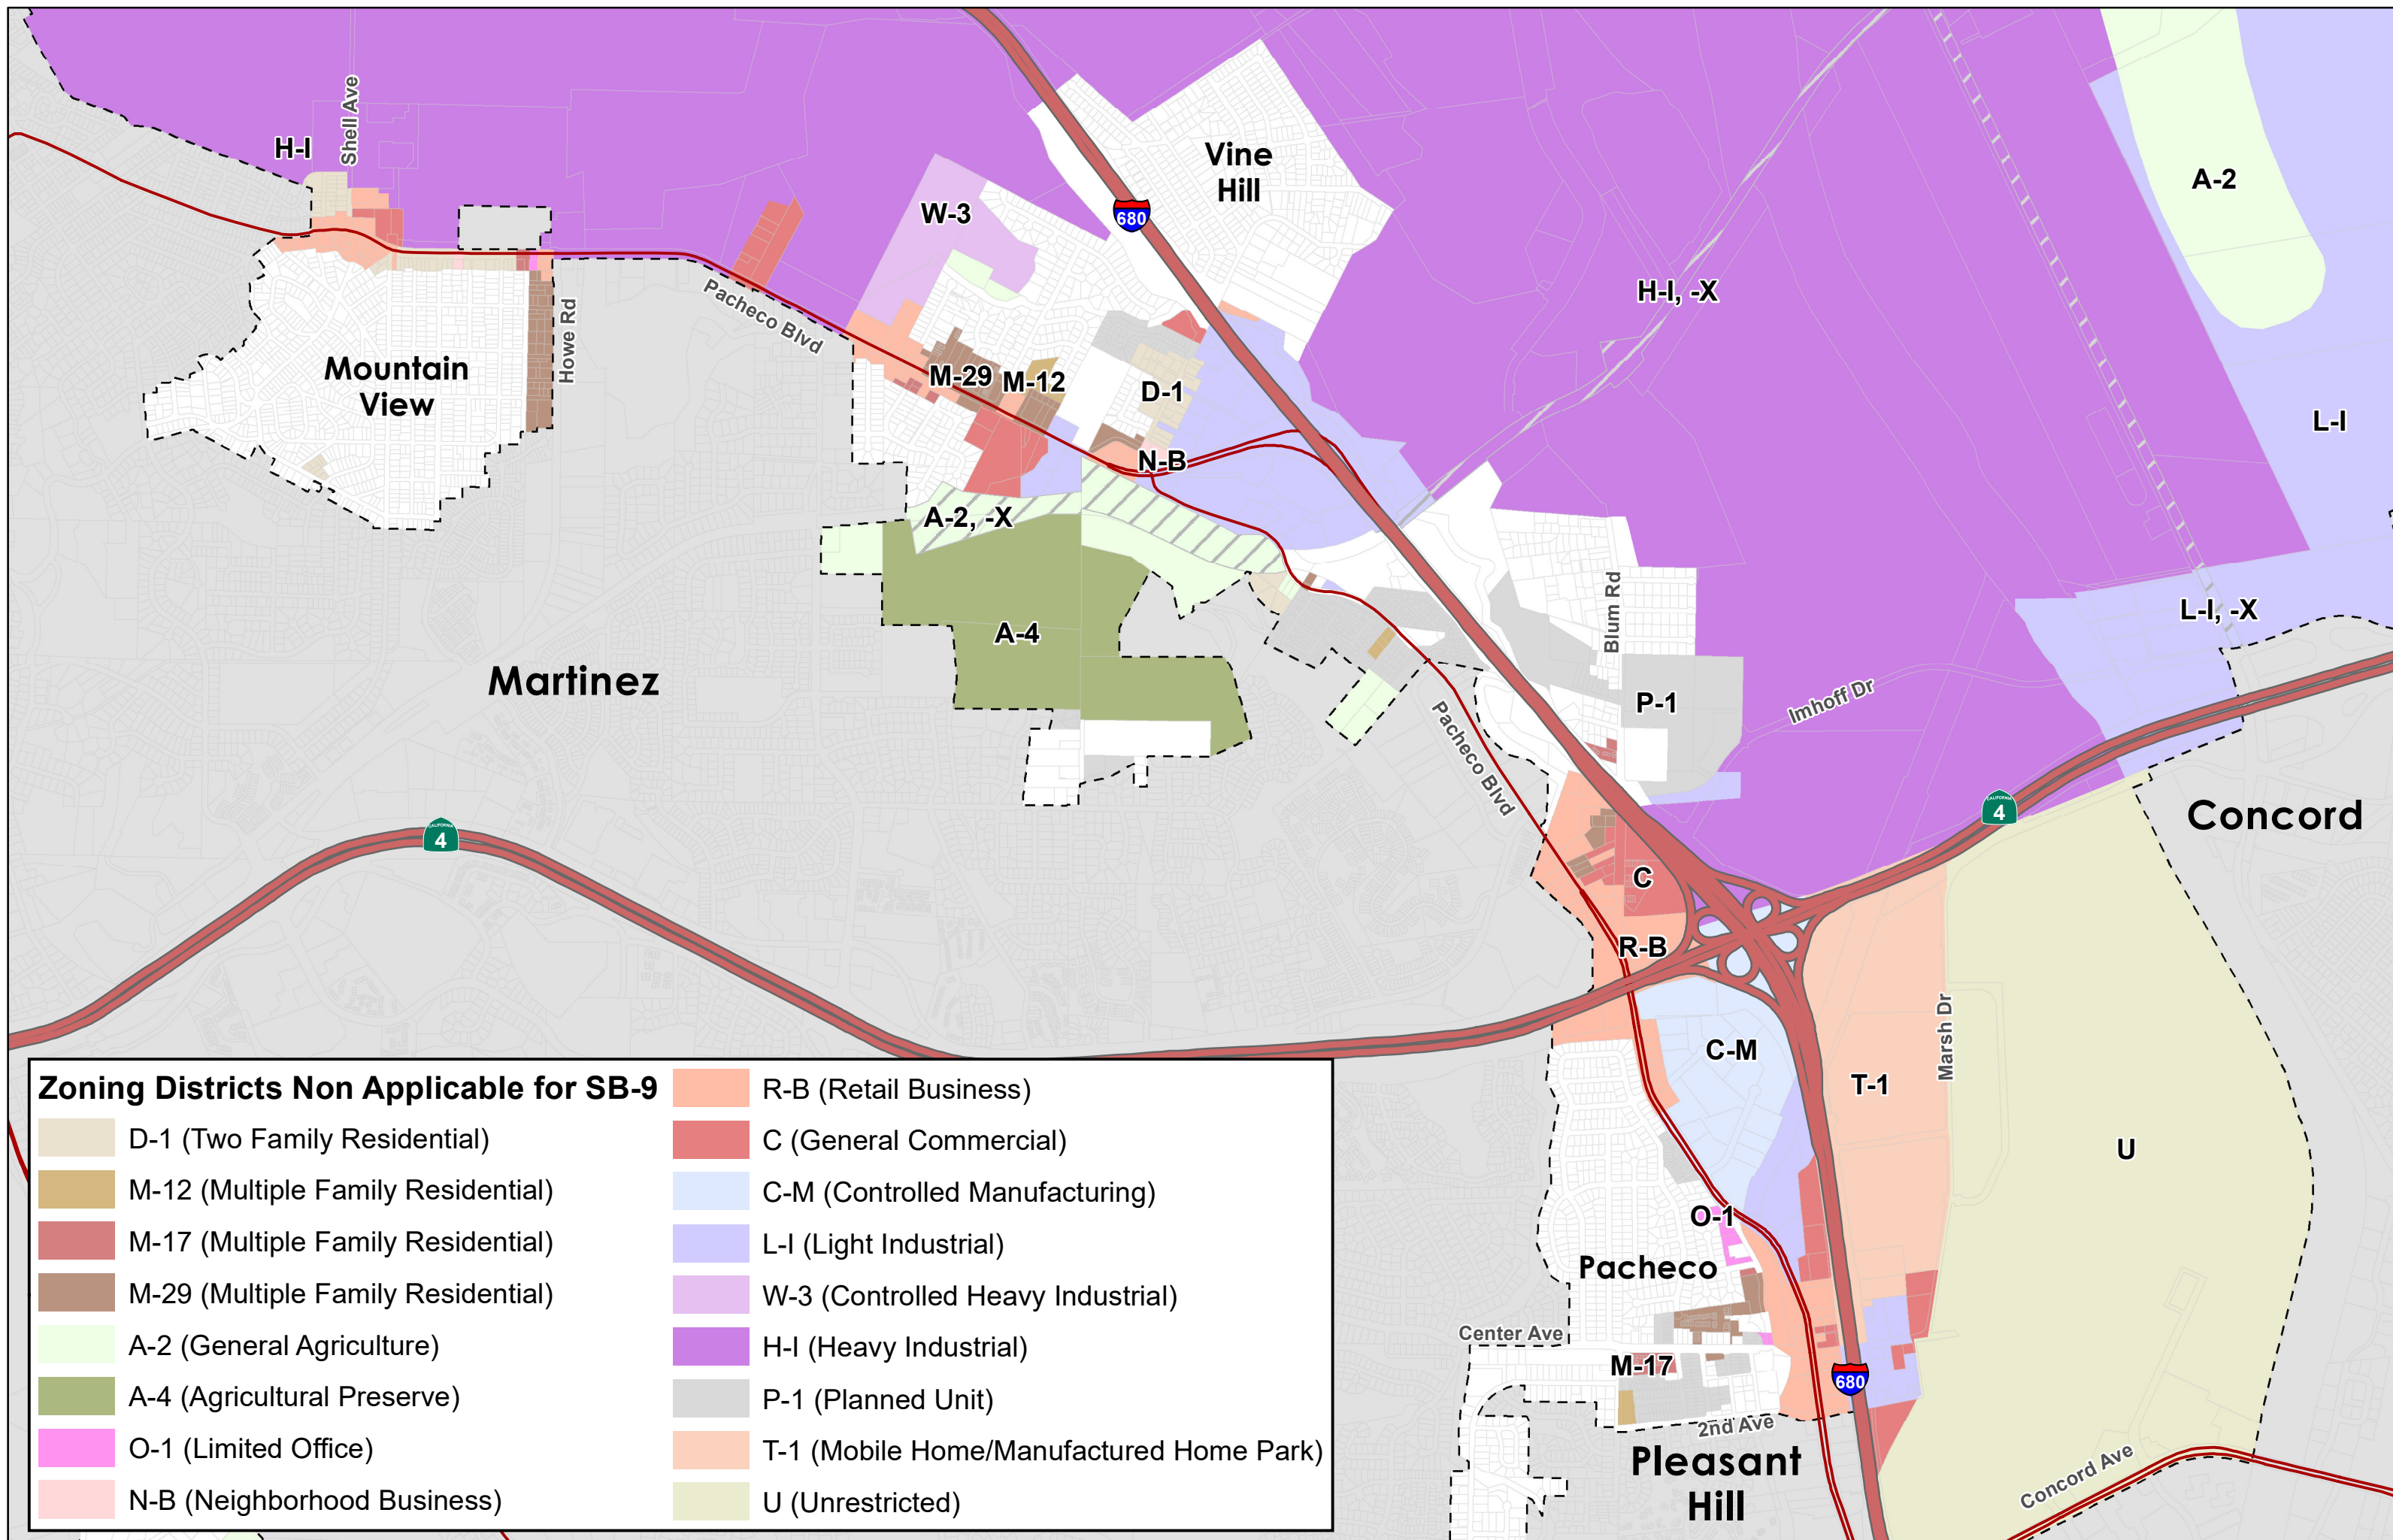 H-I
Shell Ave
Vine
Hill
680
W-3
A-2
H-I, -X
Pacheco Blvd
Howe Rd
Mountain
View
M-29
M-12
D-1
L-I
N-B
A-2, -X
Blum Rd
L-I, -X
A-4
Martinez
P-1
Imhoff Dr
Pacheco Blvd
CALIFORNIA
4
Concord
CALIFORNIA
4
C
R-B
C-M
Marsh Dr
T-1
U
O-1
Pacheco
Center Ave
M-17
680
2nd Ave
Pleasant
Hill
Concord Ave
Zoning Districts Non Applicable for SB-9
D-1 (Two Family Residential)
M-12 (Multiple Family Residential)
M-17 (Multiple Family Residential)
M-29 (Multiple Family Residential)
A-2 (General Agriculture)
A-4 (Agricultural Preserve)
O-1 (Limited Office)
N-B (Neighborhood Business)
R-B (Retail Business)
C (General Commercial)
C-M (Controlled Manufacturing)
L-I (Light Industrial)
W-3 (Controlled Heavy Industrial)
H-I (Heavy Industrial)
P-1 (Planned Unit)
T-1 (Mobile Home/Manufactured Home Park)
U (Unrestricted)